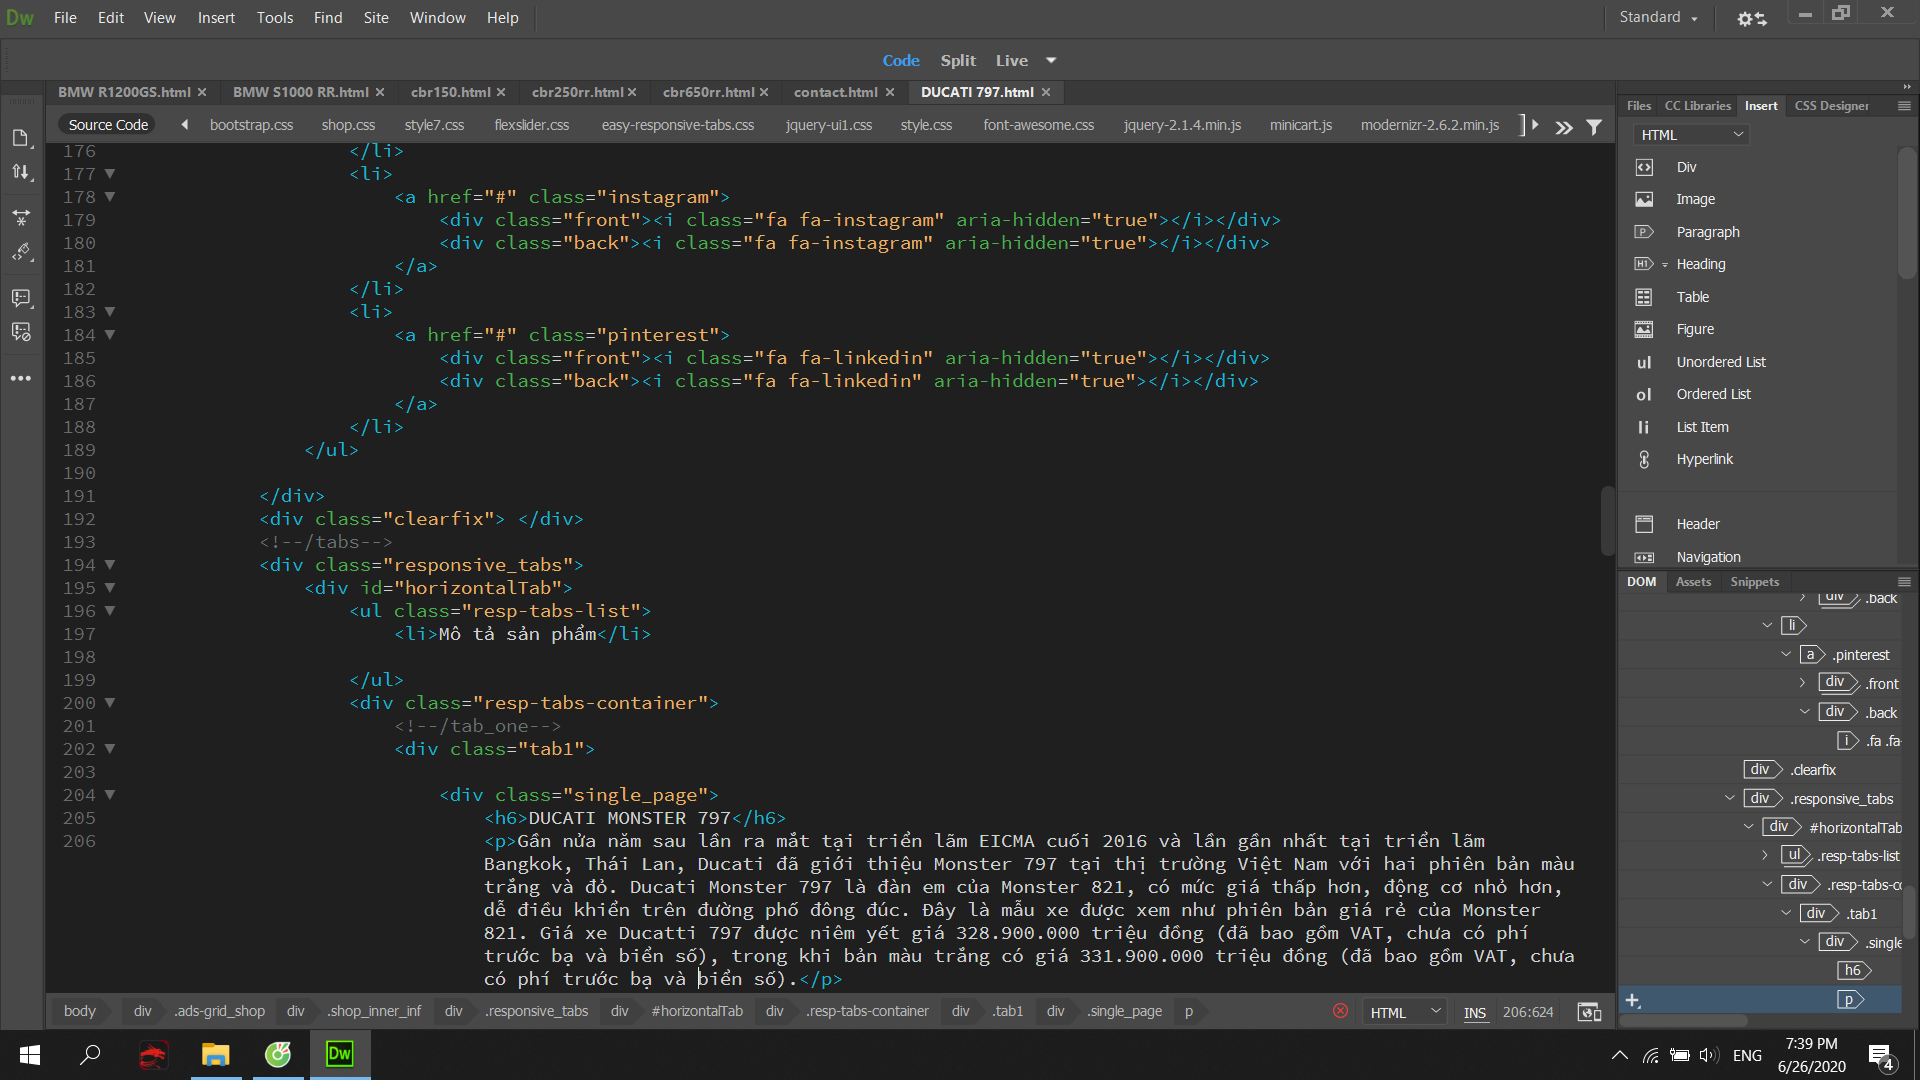 Dw File Edit View Insert Tools Find Site Window Help Standard
Code Split Live
BMW R1200GS.html BMW S1000 RR.html cbr150.html cbr250rr.html cbr650rr.html contact.html DUCATI 797.html
Source Code bootstrap.css shop.css style7.css flexslider.css easy-responsive-tabs.css jquery-ui1.css style.css font-awesome.css jquery-2.1.4.min.js minicart.js modernizr-2.6.2.min.js
176 </li>
177 <li>
178 <a href="#" class="instagram">
179 <div class="front"><i class="fa fa-instagram" aria-hidden="true"></i></div>
180 <div class="back"><i class="fa fa-instagram" aria-hidden="true"></i></div>
181 </a>
182 </li>
183 <li>
184 <a href="#" class="pinterest">
185 <div class="front"><i class="fa fa-linkedin" aria-hidden="true"></i></div>
186 <div class="back"><i class="fa fa-linkedin" aria-hidden="true"></i></div>
187 </a>
188 </li>
189 </ul>
190
191 </div>
192 <div class="clearfix"> </div>
193 <!--/tabs-->
194 <div class="responsive_tabs">
195 <div id="horizontalTab">
196 <ul class="resp-tabs-list">
197 <li>Mô tả sản phẩm</li>
198
199 </ul>
200 <div class="resp-tabs-container">
201 <!--/tab_one-->
202 <div class="tab1">
203
204 <div class="single_page">
205 <h6>DUCATI MONSTER 797</h6>
206 <p>Gần nửa năm sau lần ra mắt tại triển lãm EICMA cuối 2016 và lần gần nhất tại triển lãm
Bangkok, Thái Lan, Ducati đã giới thiệu Monster 797 tại thị trường Việt Nam với hai phiên bản màu
trắng và đỏ. Ducati Monster 797 là đàn em của Monster 821, có mức giá thấp hơn, động cơ nhỏ hơn,
dễ điều khiển trên đường phố đông đúc. Đây là mẫu xe được xem như phiên bản giá rẻ của Monster
821. Giá xe Ducatti 797 được niêm yết giá 328.900.000 triệu đồng (đã bao gồm VAT, chưa có phí
trước bạ và biển số), trong khi bản màu trắng có giá 331.900.000 triệu đồng (đã bao gồm VAT, chưa
có phí trước bạ và biển số).</p>
body div .ads-grid_shop div .shop_inner_inf div .responsive_tabs div #horizontalTab div .resp-tabs-container div .tab1 div .single_page p HTML INS 206:624
Files CC Libraries Insert CSS Designer
HTML
Div
Image
P Paragraph
H1 Heading
Table
Figure
ul Unordered List
ol Ordered List
li List Item
Hyperlink
Header
Navigation
DOM Assets Snippets
div .back
li
a .pinterest
div .front
div .back
i .fa .fa-
div .clearfix
div .responsive_tabs
div #horizontalTab
ul .resp-tabs-list
div .resp-tabs-co
div .tab1
div .single
h6
p
Dw ENG 7:39 PM
6/26/2020 4